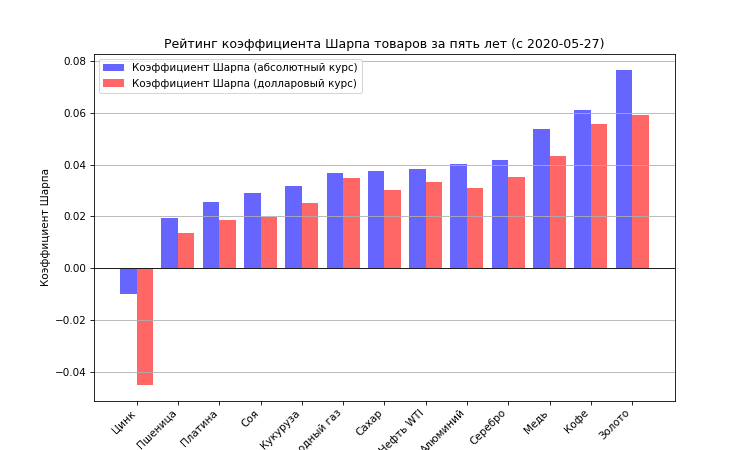 Рейтинг коэффициента Шарпа товаров за пять лет (с 2020-05-27)
Коэффициент Шарпа (абсолютный курс)
Коэффициент Шарпа (долларовый курс)
Коэффициент Шарпа
0.08
0.06
0.04
0.02
0.00
−0.02
−0.04
Цинк
Пшеница
Платина
Соя
Кукуруза
одный газ
Сахар
Нефть WTI
Алюминий
Серебро
Медь
Кофе
Золото